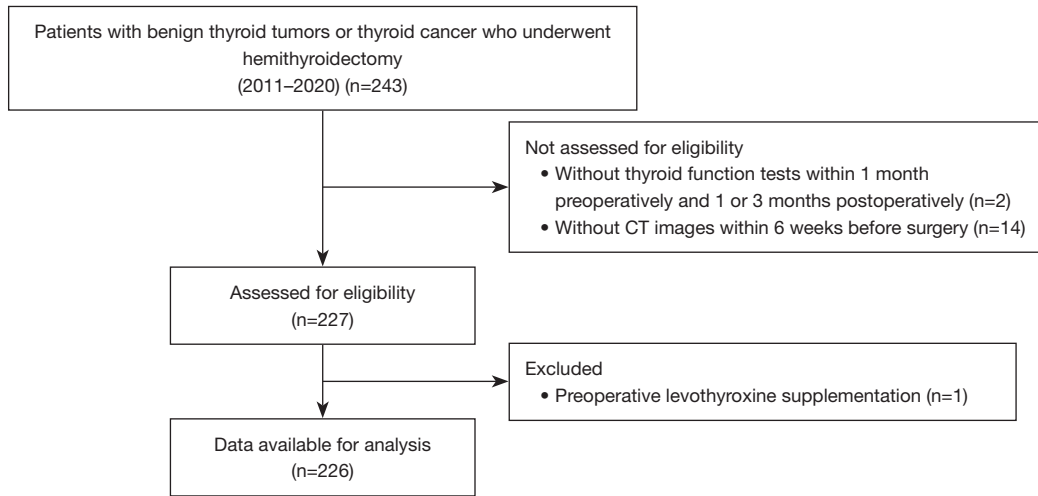 Patients with benign thyroid tumors or thyroid cancer who underwent
hemithyroidectomy
(2011–2020) (n=243)
Not assessed for eligibility
• Without thyroid function tests within 1 month
preoperatively and 1 or 3 months postoperatively (n=2)
• Without CT images within 6 weeks before surgery (n=14)
Assessed for eligibility
(n=227)
Excluded
• Preoperative levothyroxine supplementation (n=1)
Data available for analysis
(n=226)